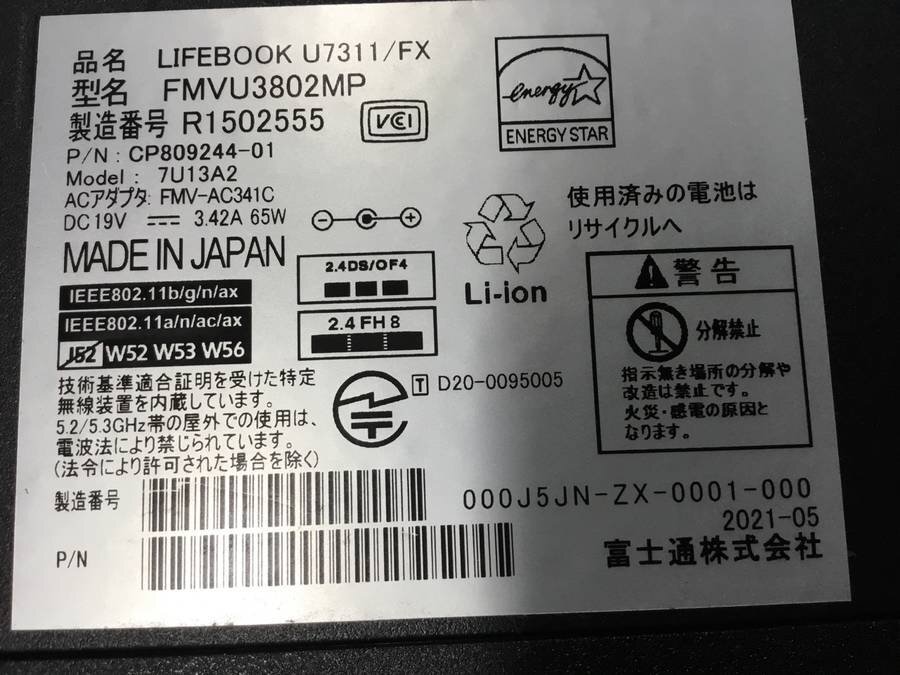 品名 LIFEBOOK U7311/FX
型名 FMVU3802MP
製造番号 R1502555
VCCI
P/N : CP809244-01
Model : 7U13A2
ACアダプタ: FMV-AC341C
DC 19V 3.42A 65W
MADE IN JAPAN
energy
ENERGY STAR
使用済みの電池は
リサイクルへ
Li-ion
IEEE802.11b/g/n/ax
IEEE802.11a/n/ac/ax
J52 W52 W53 W56
2.4DS/OF4
2.4FH8
警告
分解禁止
指示無き場所の分解や
改造は禁止です。
火災・感電の原因と
なります。
技術基準適合証明を受けた特定
無線装置を内蔵しています。
5.2/5.3GHz帯の屋外での使用は、
電波法により禁じられています。
(法令により許可された場合を除く)
T D20-0095005
製造番号
P/N
000J5JN-ZX-0001-000
2021-05
富士通株式会社